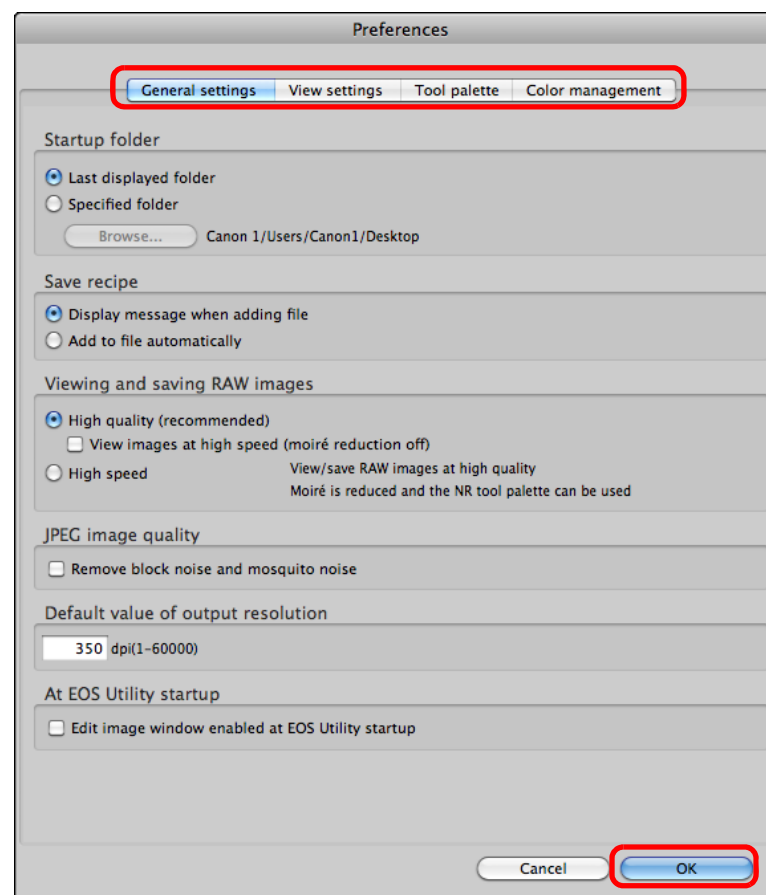 Preferences
General settings View settings Tool palette Color management
Startup folder
Last displayed folder
Specified folder
Browse... Canon 1/Users/Canon1/Desktop
Save recipe
Display message when adding file
Add to file automatically
Viewing and saving RAW images
High quality (recommended)
View images at high speed (moiré reduction off)
High speed View/save RAW images at high quality
Moiré is reduced and the NR tool palette can be used
JPEG image quality
Remove block noise and mosquito noise
Default value of output resolution
350 dpi(1-60000)
At EOS Utility startup
Edit image window enabled at EOS Utility startup
Cancel OK